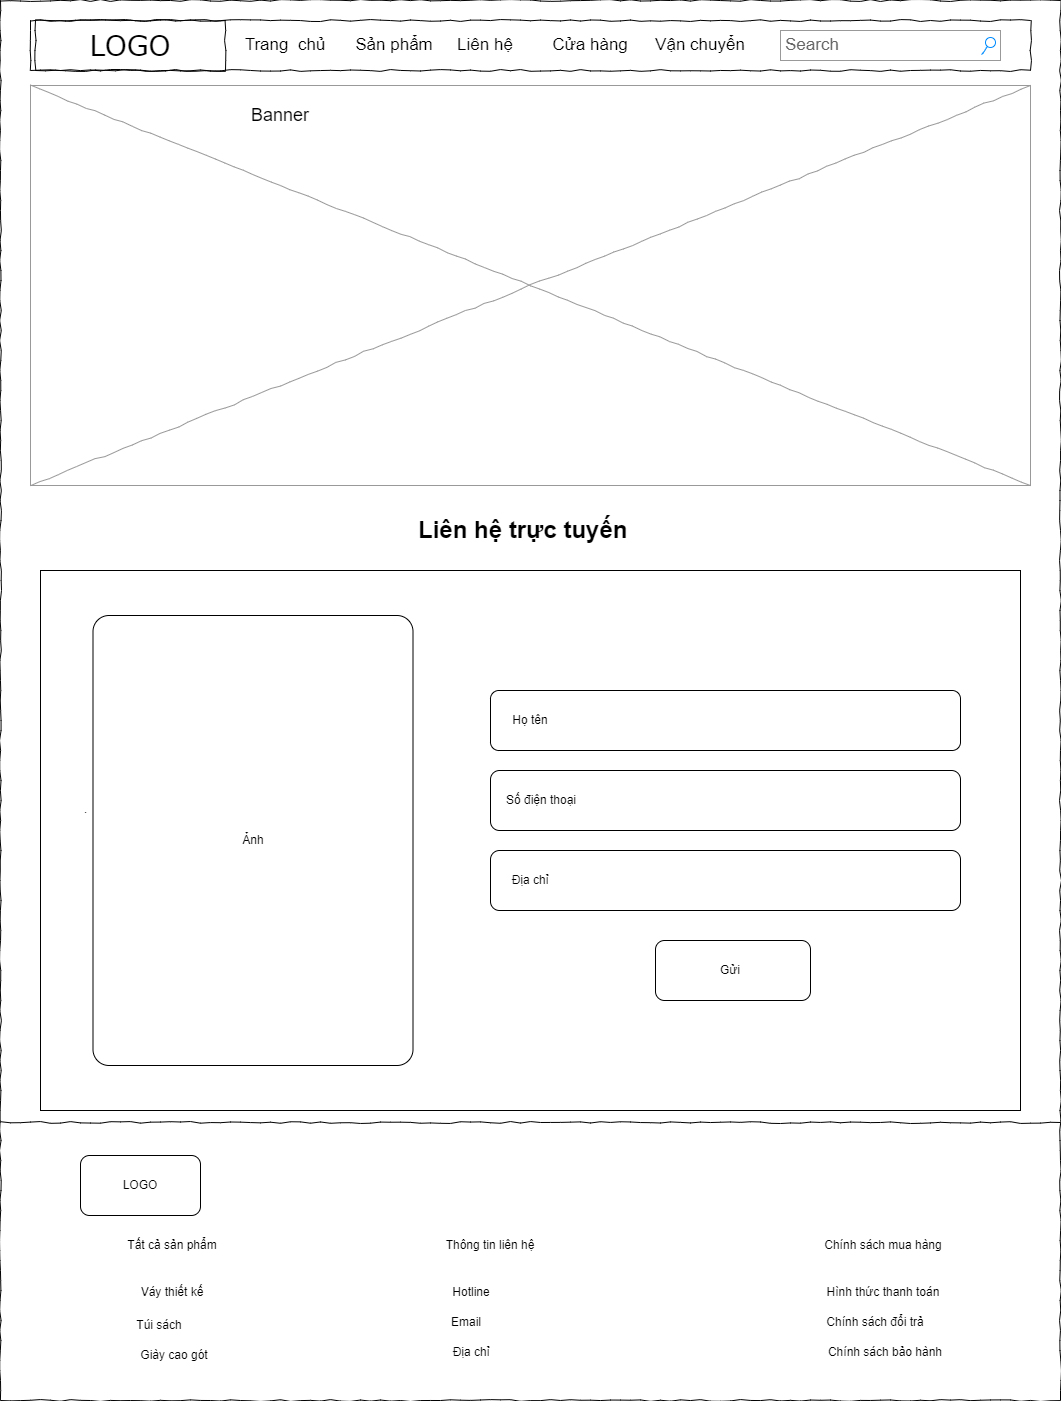 LOGO
Trang chủ
Sản phẩm
Liên hệ
Cửa hàng
Vận chuyển
Search
Banner
Liên hệ trực tuyến
Ảnh
Họ tên
Số điện thoại
Địa chỉ
Gửi
LOGO
Tất cả sản phẩm
Váy thiết kế
Túi sách
Giày cao gót
Thông tin liên hệ
Hotline
Email
Địa chỉ
Chính sách mua hàng
Hình thức thanh toán
Chính sách đổi trả
Chính sách bảo hành